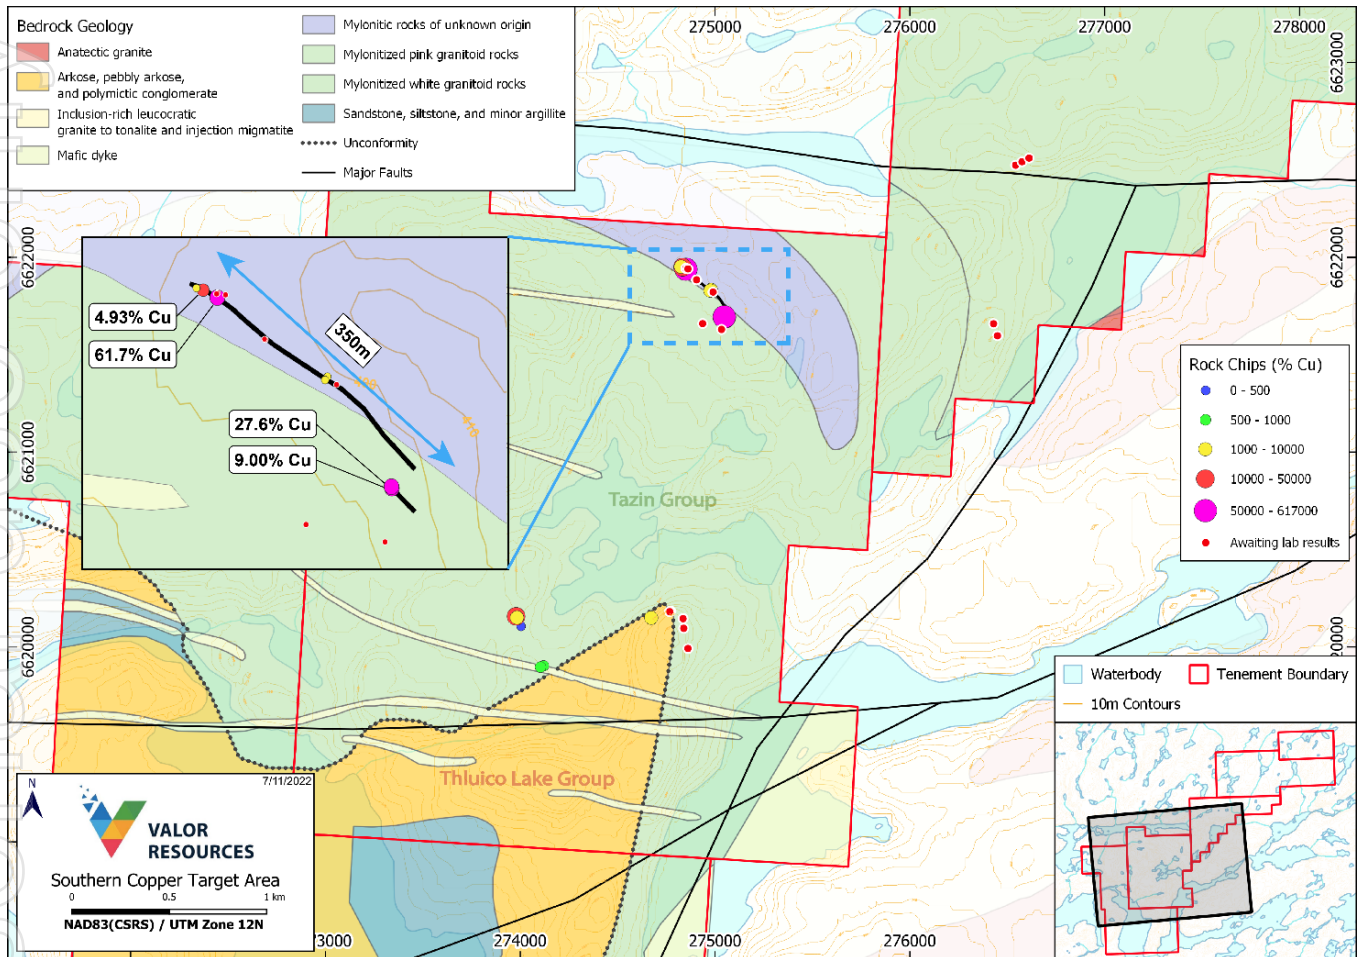 Bedrock Geology
Anatectic granite
Arkose, pebbly arkose,
and polymictic conglomerate
Inclusion-rich leucocratic
granite to tonalite and injection migmatite
Mafic dyke
Mylonitic rocks of unknown origin
Mylonitized pink granitoid rocks
Mylonitized white granitoid rocks
Sandstone, siltstone, and minor argillite
Unconformity
Major Faults
275000
276000
277000
278000
6623000
6622000
6622000
4.93% Cu
61.7% Cu
350m
27.6% Cu
9.00% Cu
416
6621000
Rock Chips (% Cu)
0 - 500
500 - 1000
1000 - 10000
10000 - 50000
50000 - 617000
Awaiting lab results
Tazin Group
6620000
20000
Waterbody
Tenement Boundary
10m Contours
Thluico Lake Group
7/11/2022
N
VALOR
RESOURCES
Southern Copper Target Area
0 0.5 1 km
NAD83(CSRS) / UTM Zone 12N
73000
274000
275000
276000